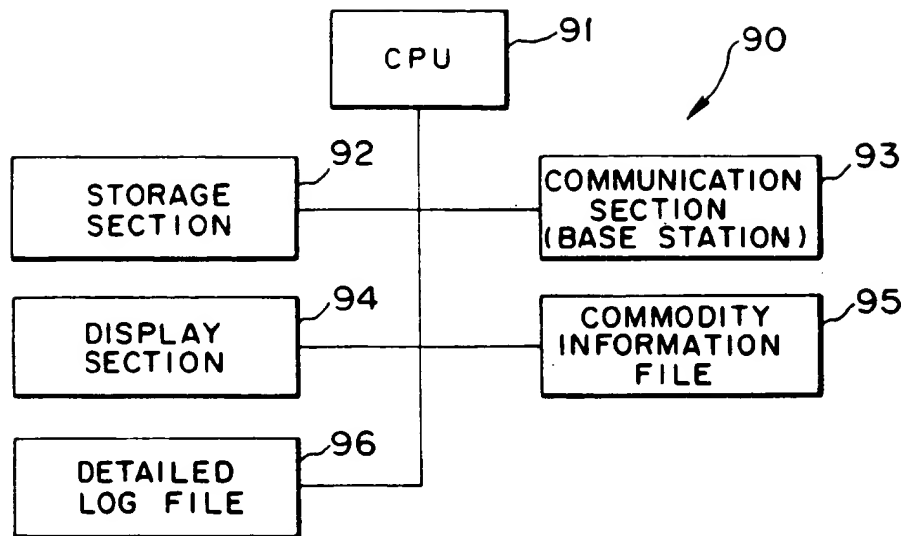 91
CPU
90
92
STORAGE
SECTION
93
COMMUNICATION
SECTION
(BASE STATION)
94
DISPLAY
SECTION
95
COMMODITY
INFORMATION
FILE
96
DETAILED
LOG FILE